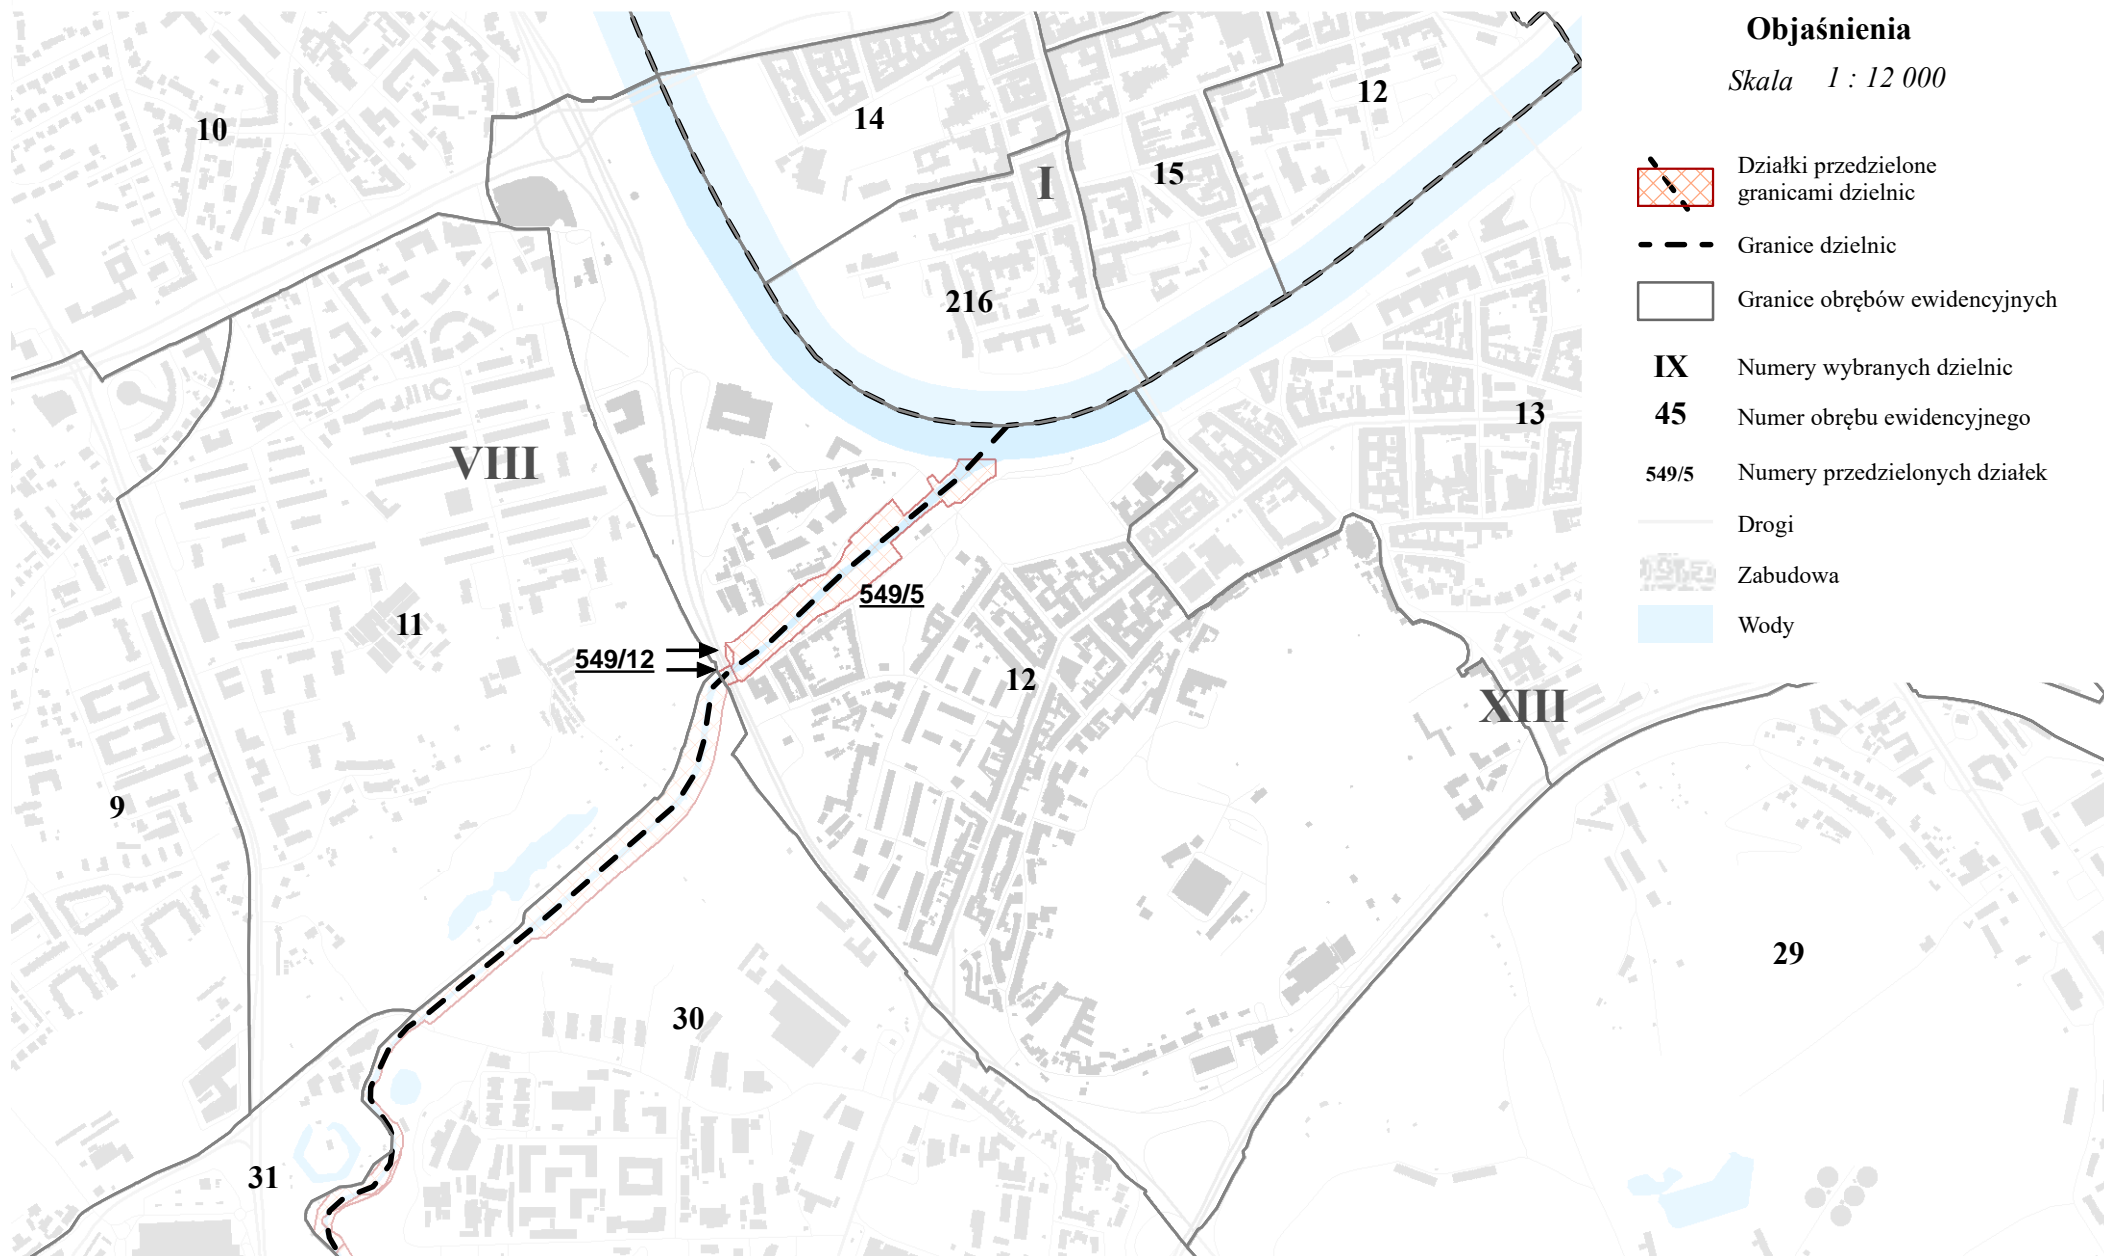 Objaśnienia
Skala 1 : 12 000
Działki przedzielone
granicami dzielnic
Granice dzielnic
Granice obrębów ewidencyjnych
IX Numery wybranych dzielnic
45 Numer obrębu ewidencyjnego
549/5 Numery przedzielonych działek
Drogi
Zabudowa
Wody
10
14
12
I
15
216
13
VIII
549/5
11
549/12
12
XIII
9
29
30
31